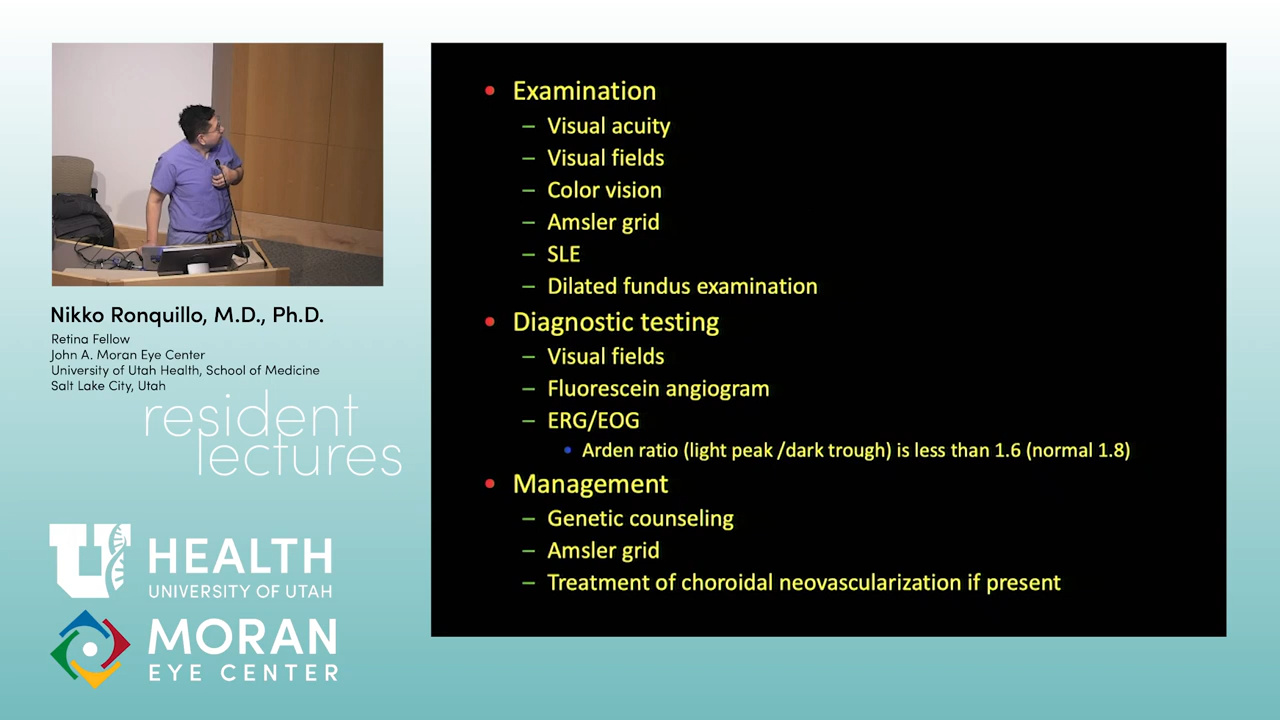 • Examination
– Visual acuity
– Visual fields
– Color vision
– Amsler grid
– SLE
– Dilated fundus examination
• Diagnostic testing
– Visual fields
– Fluorescein angiogram
– ERG/EOG
• Arden ratio (light peak /dark trough) is less than 1.6 (normal 1.8)
• Management
– Genetic counseling
– Amsler grid
– Treatment of choroidal neovascularization if present
Nikko Ronquillo, M.D., Ph.D.
Retina Fellow
John A. Moran Eye Center
University of Utah Health, School of Medicine
Salt Lake City, Utah
resident
lectures
U HEALTH
UNIVERSITY OF UTAH
MORAN
EYE CENTER